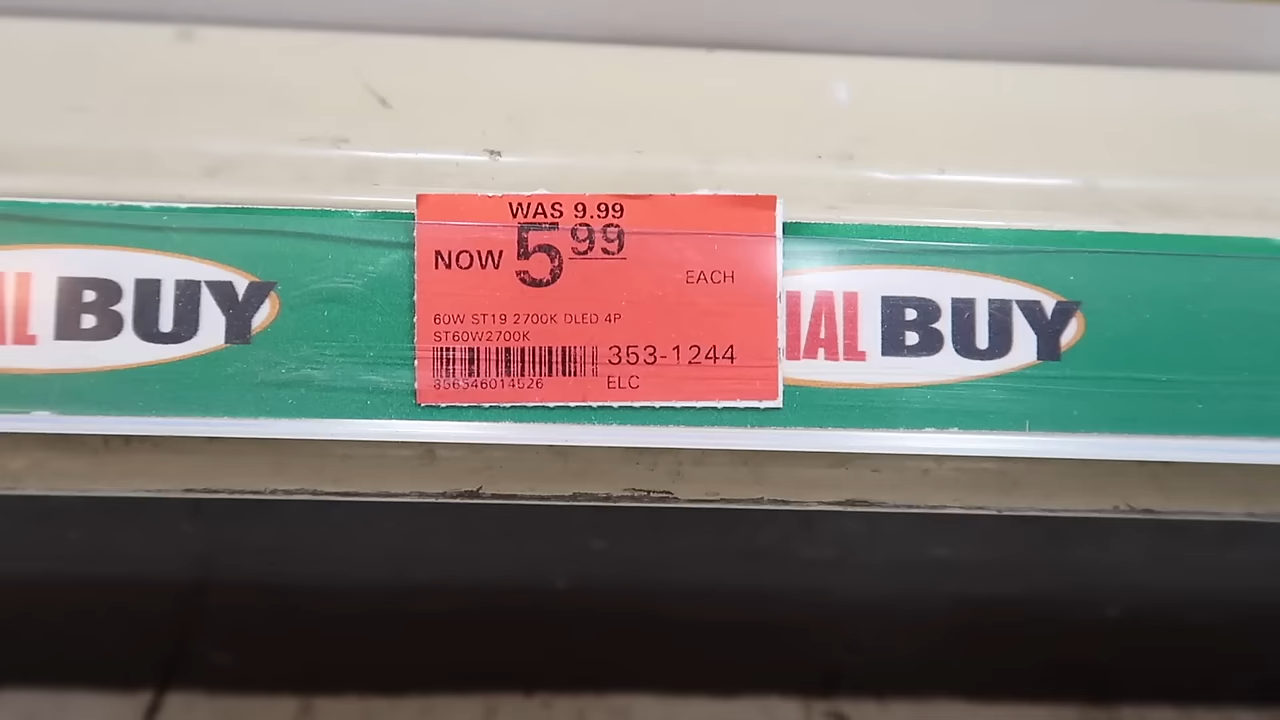 WAS 9.99
NOW 5 99
EACH
60W ST19 2700K DLED 4P
ST60W2700K
353-1244
856546014526
ELC
AL BUY
IAL BUY